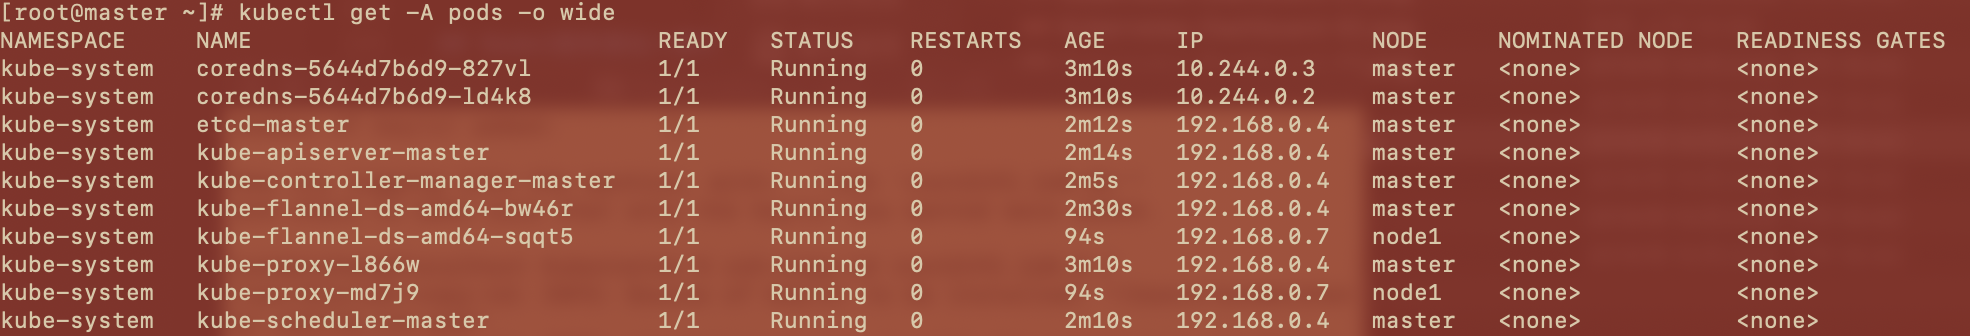 [root@master ~]# kubectl get -A pods -o wide
NAMESPACE     NAME                             READY   STATUS    RESTARTS   AGE     IP            NODE     NOMINATED NODE   READINESS GATES
kube-system   coredns-5644d7b6d9-827vl         1/1     Running   0          3m10s   10.244.0.3    master   <none>           <none>
kube-system   coredns-5644d7b6d9-ld4k8         1/1     Running   0          3m10s   10.244.0.2    master   <none>           <none>
kube-system   etcd-master                      1/1     Running   0          2m12s   192.168.0.4   master   <none>           <none>
kube-system   kube-apiserver-master            1/1     Running   0          2m14s   192.168.0.4   master   <none>           <none>
kube-system   kube-controller-manager-master   1/1     Running   0          2m5s    192.168.0.4   master   <none>           <none>
kube-system   kube-flannel-ds-amd64-bw46r      1/1     Running   0          2m30s   192.168.0.4   master   <none>           <none>
kube-system   kube-flannel-ds-amd64-sqqt5      1/1     Running   0          94s     192.168.0.7   node1    <none>           <none>
kube-system   kube-proxy-l866w                 1/1     Running   0          3m10s   192.168.0.4   master   <none>           <none>
kube-system   kube-proxy-md7j9                 1/1     Running   0          94s     192.168.0.7   node1    <none>           <none>
kube-system   kube-scheduler-master            1/1     Running   0          2m10s   192.168.0.4   master   <none>           <none>